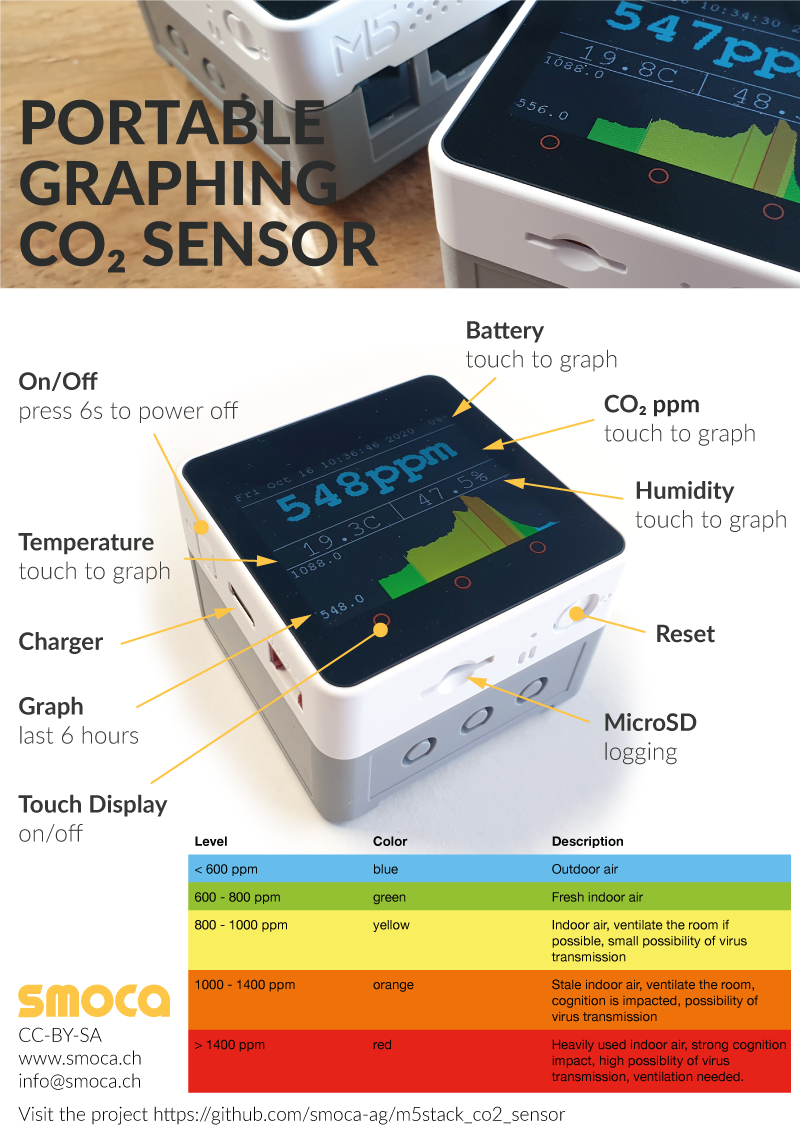 M5
10:34:30
547pp
19.8C
48.
1088.0
556.0
PORTABLE
GRAPHING
CO₂ SENSOR
Battery
touch to graph
On/Off
press 6s to power off
CO₂ ppm
touch to graph
Fri Oct 16 10:36:46 2020
548ppm
Humidity
touch to graph
19.3C
47.5%
Temperature
touch to graph
1088.0
548.0
Charger
Reset
Graph
last 6 hours
MicroSD
logging
Touch Display
on/off
Level Color Description
< 600 ppm blue Outdoor air
600 - 800 ppm green Fresh indoor air
800 - 1000 ppm yellow Indoor air, ventilate the room if
possible, small possibility of virus
transmission
1000 - 1400 ppm orange Stale indoor air, ventilate the room,
cognition is impacted, possibility of
virus transmission
> 1400 ppm red Heavily used indoor air, strong cognition
impact, high possiblity of virus
transmission, ventilation needed.
smoca
CC-BY-SA
www.smoca.ch
info@smoca.ch
Visit the project https://github.com/smoca-ag/m5stack_co2_sensor